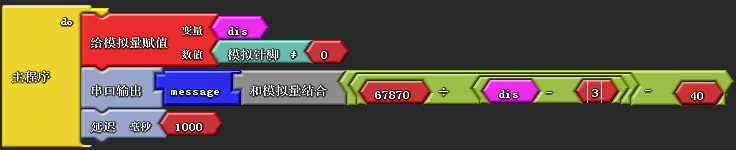 do
变量 dis
给模拟量赋值
数值 模拟针脚 # 0
主程序
串口输出 message 和模拟量结合 67870 ÷ dis - 3 - 40
延迟 毫秒 1000